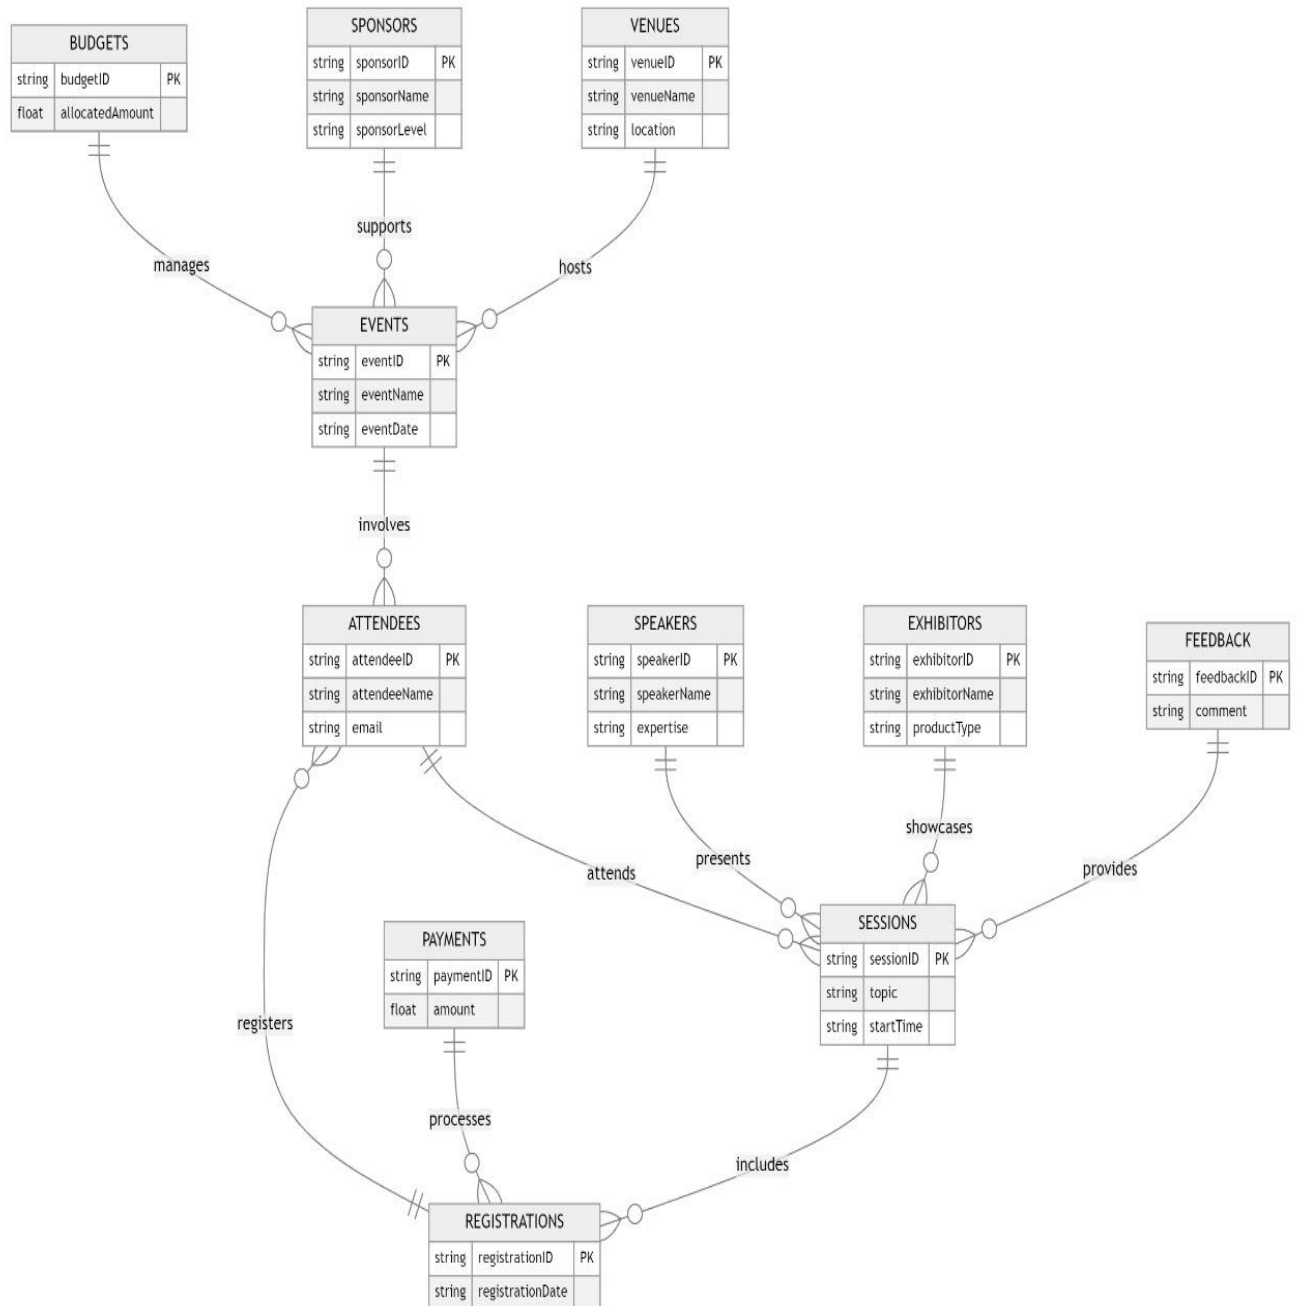 BUDGETS
string budgetID PK
float allocatedAmount
SPONSORS
string sponsorID PK
string sponsorName
string sponsorLevel
VENUES
string venueID PK
string venueName
string location
supports
manages
hosts
EVENTS
string eventID PK
string eventName
string eventDate
involves
ATTENDEES
string attendeeID PK
string attendeeName
string email
SPEAKERS
string speakerID PK
string speakerName
string expertise
EXHIBITORS
string exhibitorID PK
string exhibitorName
string productType
FEEDBACK
string feedbackID PK
string comment
showcases
presents
attends
provides
SESSIONS
string sessionID PK
string topic
string startTime
PAYMENTS
string paymentID PK
float amount
registers
processes
includes
REGISTRATIONS
string registrationID PK
string registrationDate